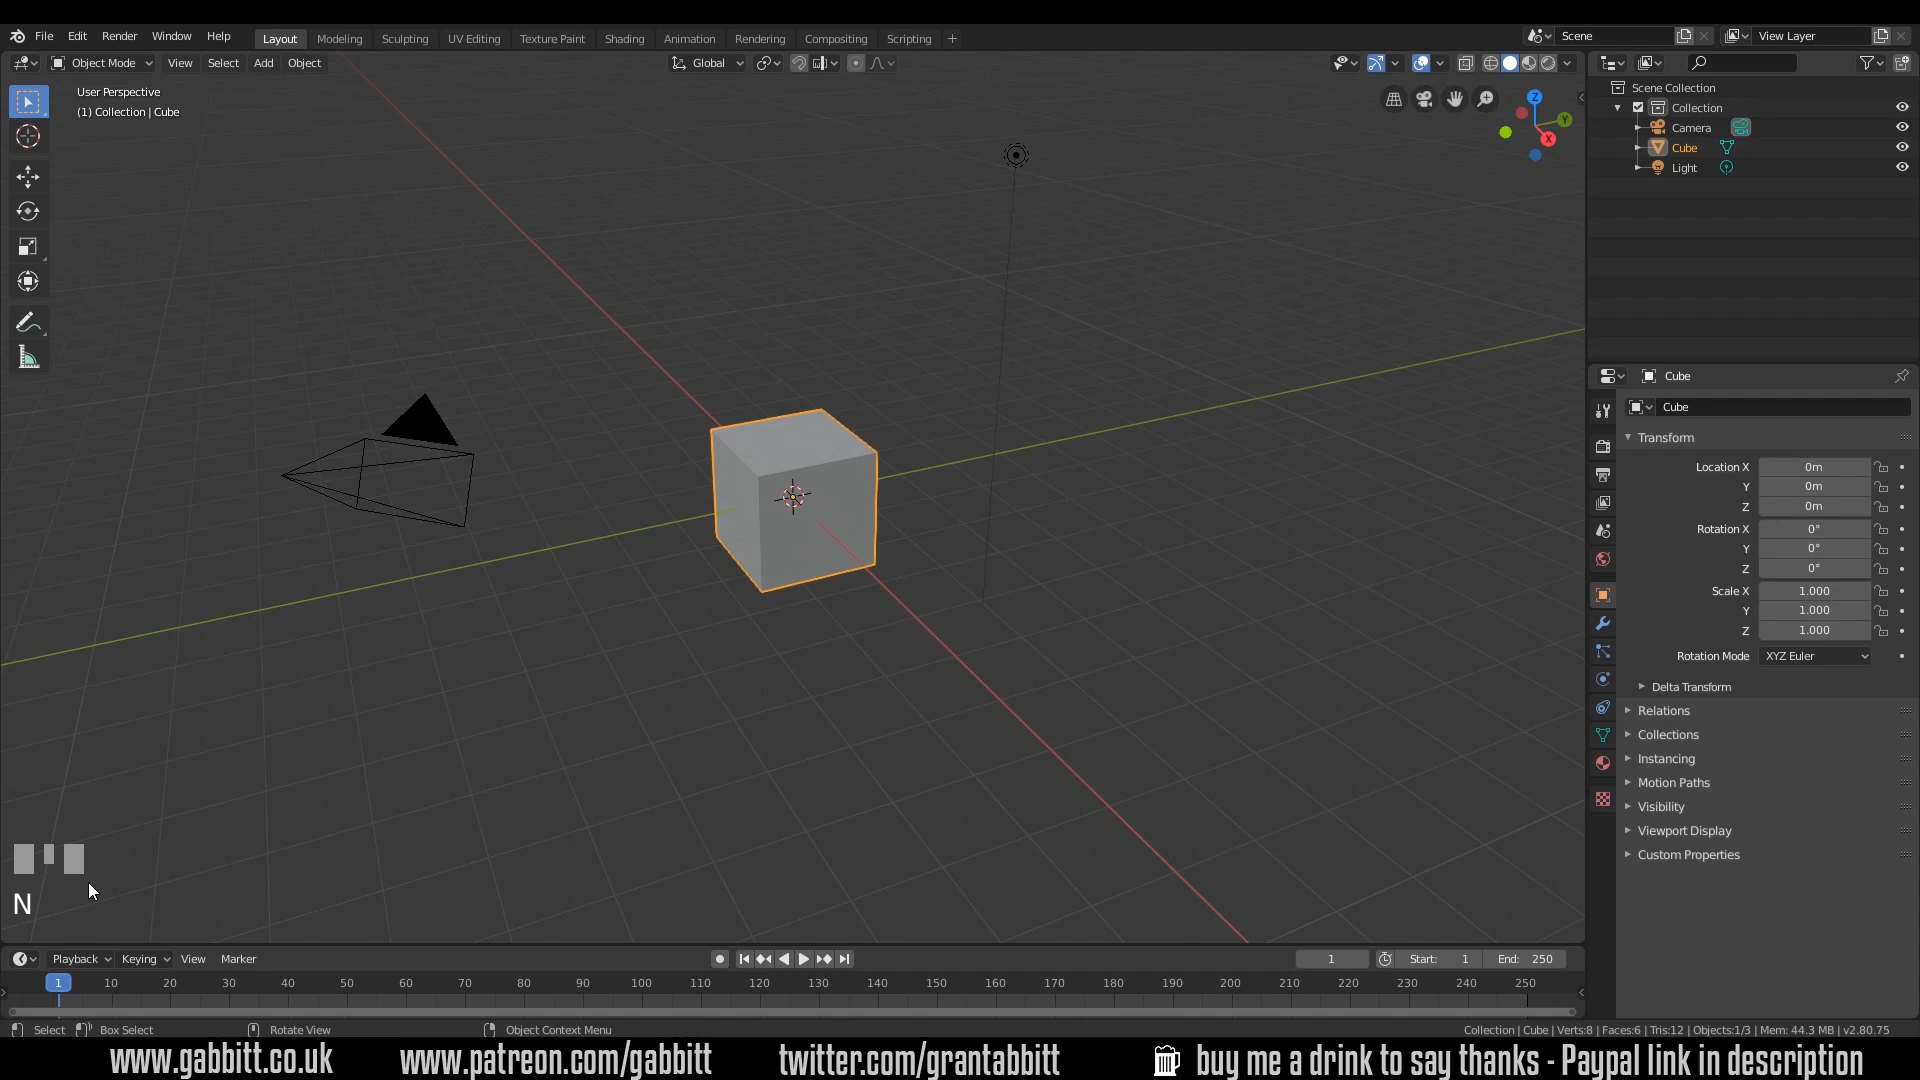 File Edit Render Window Help Layout Modeling Sculpting UV Editing Texture Paint Shading Animation Rendering Compositing Scripting + Scene View Layer
Object Mode View Select Add Object Global
User Perspective
(1) Collection | Cube
Z
Y
X
Scene Collection
Collection
Camera
Cube
Light
Cube
Cube
Transform
Location X 0m
Y 0m
Z 0m
Rotation X 0°
Y 0°
Z 0°
Scale X 1.000
Y 1.000
Z 1.000
Rotation Mode XYZ Euler
Delta Transform
Relations
Collections
Instancing
Motion Paths
Visibility
Viewport Display
Custom Properties
N
Playback Keying View Marker 1 Start: 1 End: 250
1 10 20 30 40 50 60 70 80 90 100 110 120 130 140 150 160 170 180 190 200 210 220 230 240 250
Select Box Select Rotate View Object Context Menu Collection | Cube | Verts:8 | Faces:6 | Tris:12 | Objects:1/3 | Mem: 44.3 MB | v2.80.75
www.gabbitt.co.uk www.patreon.com/gabbitt twitter.com/grantabbitt buy me a drink to say thanks - Paypal link in description